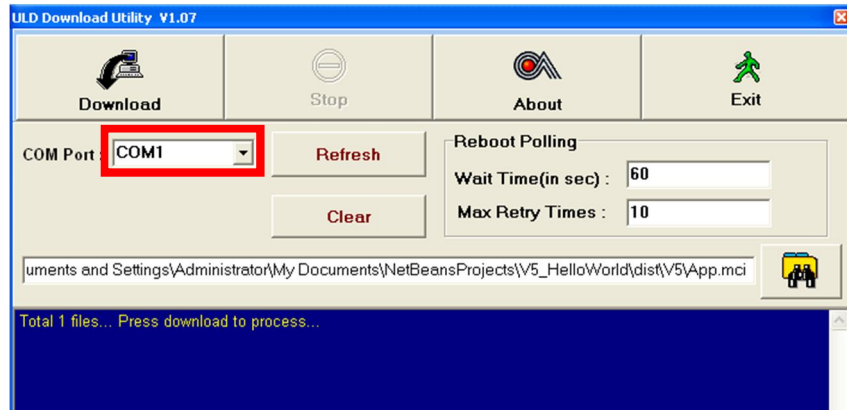 ULD Download Utility V1.07
Download
Stop
About
Exit
COM Port :
COM1
Refresh
Reboot Polling
Wait Time(in sec) :
60
Clear
Max Retry Times :
10
uments and Settings\Administrator\My Documents\NetBeansProjects\V5_HelloWorld\dist\V5\App.mci
Total 1 files... Press download to process...